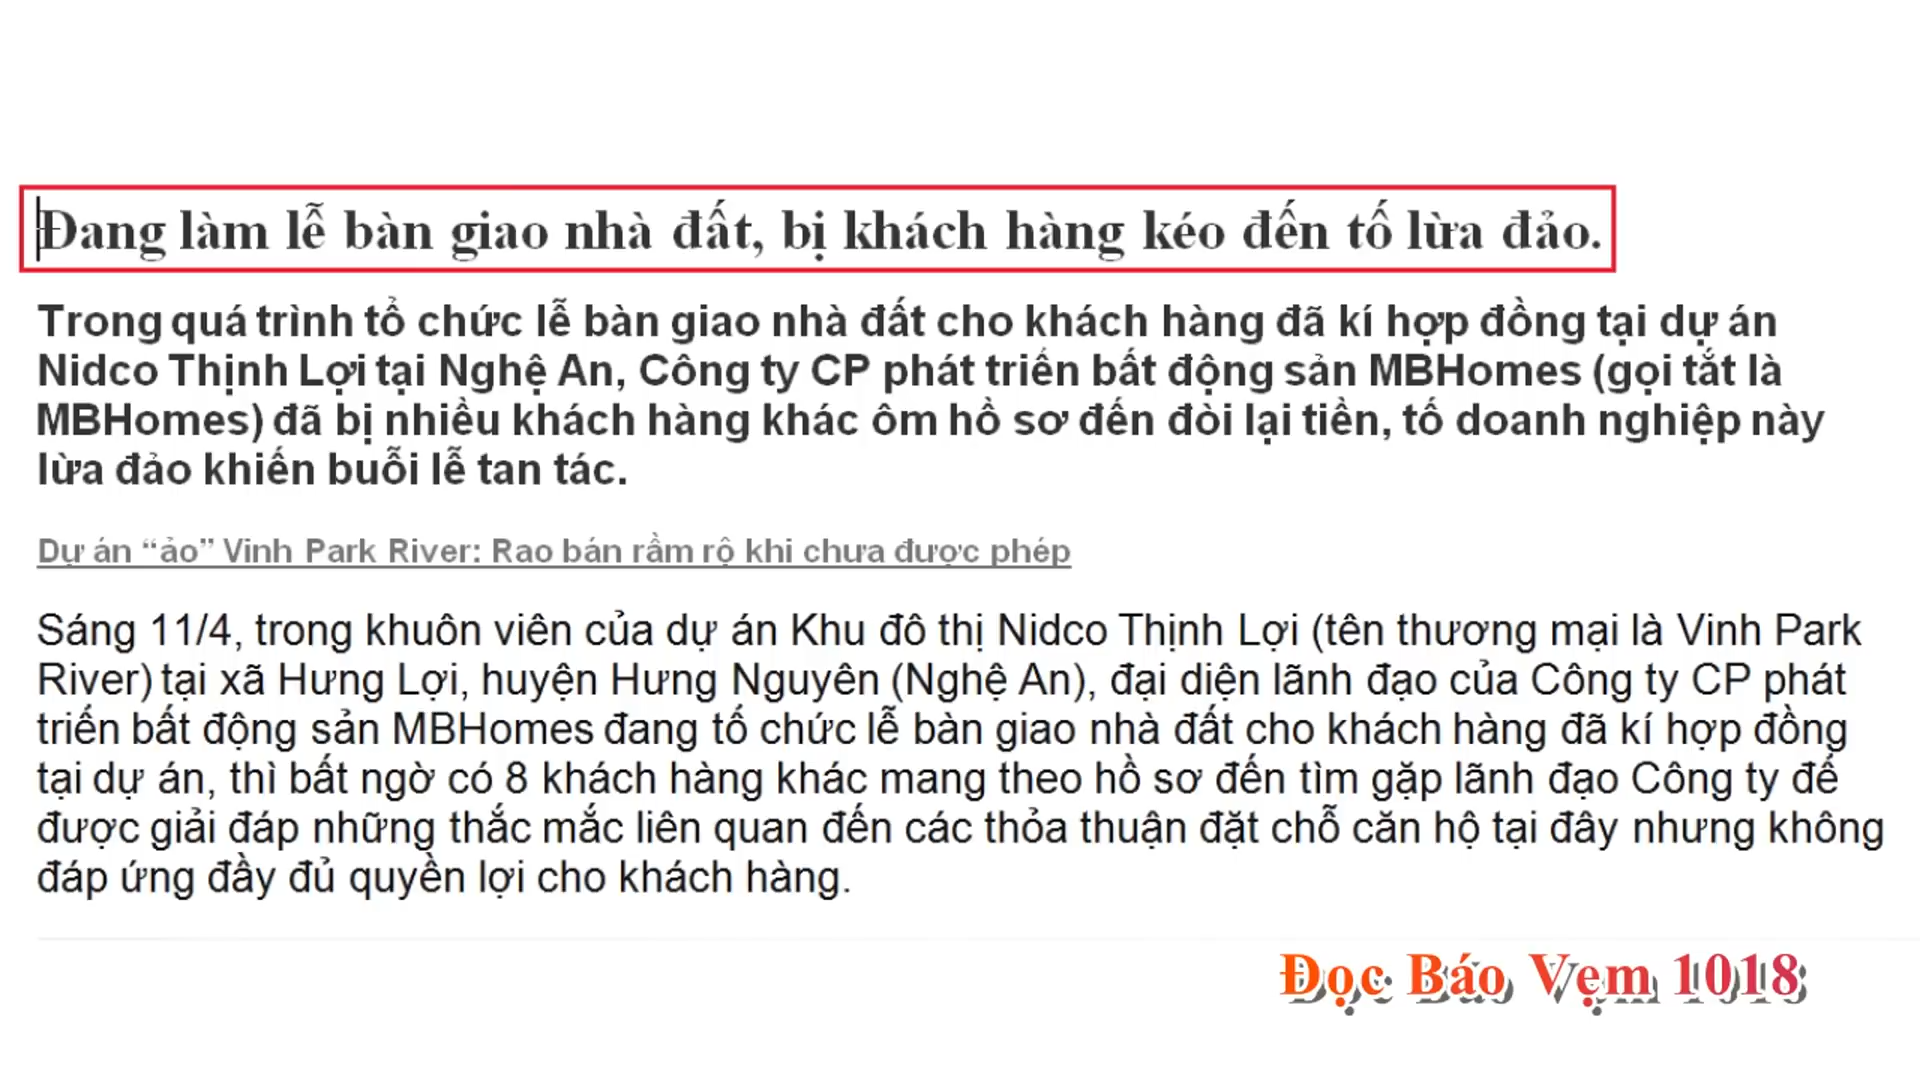 Đang làm lễ bàn giao nhà đất, bị khách hàng kéo đến tố lừa đảo.
Trong quá trình tổ chức lễ bàn giao nhà đất cho khách hàng đã kí hợp đồng tại dự án
Nidco Thịnh Lợi tại Nghệ An, Công ty CP phát triển bất động sản MBHomes (gọi tắt là
MBHomes) đã bị nhiều khách hàng khác ôm hồ sơ đến đòi lại tiền, tố doanh nghiệp này
lừa đảo khiến buổi lễ tan tác.
Dự án “ảo” Vinh Park River: Rao bán rầm rộ khi chưa được phép
Sáng 11/4, trong khuôn viên của dự án Khu đô thị Nidco Thịnh Lợi (tên thương mại là Vinh Park
River) tại xã Hưng Lợi, huyện Hưng Nguyên (Nghệ An), đại diện lãnh đạo của Công ty CP phát
triển bất động sản MBHomes đang tổ chức lễ bàn giao nhà đất cho khách hàng đã kí hợp đồng
tại dự án, thì bất ngờ có 8 khách hàng khác mang theo hồ sơ đến tìm gặp lãnh đạo Công ty để
được giải đáp những thắc mắc liên quan đến các thỏa thuận đặt chỗ căn hộ tại đây nhưng không
đáp ứng đầy đủ quyền lợi cho khách hàng.
Đọc Báo Vẹm 1018